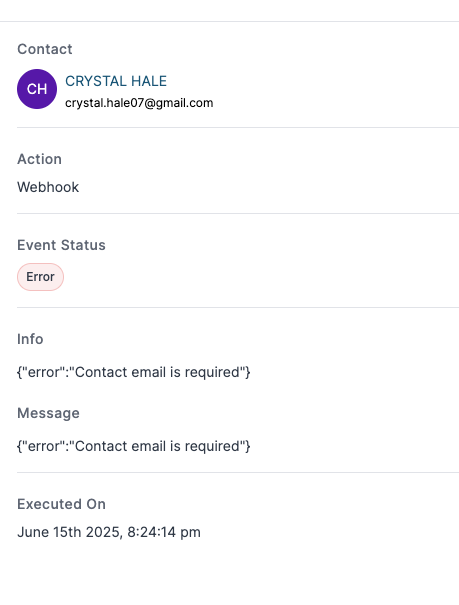 Contact
CH
CRYSTAL HALE
crystal.hale07@gmail.com
Action
Webhook
Event Status
Error
Info
{"error":"Contact email is required"}
Message
{"error":"Contact email is required"}
Executed On
June 15th 2025, 8:24:14 pm